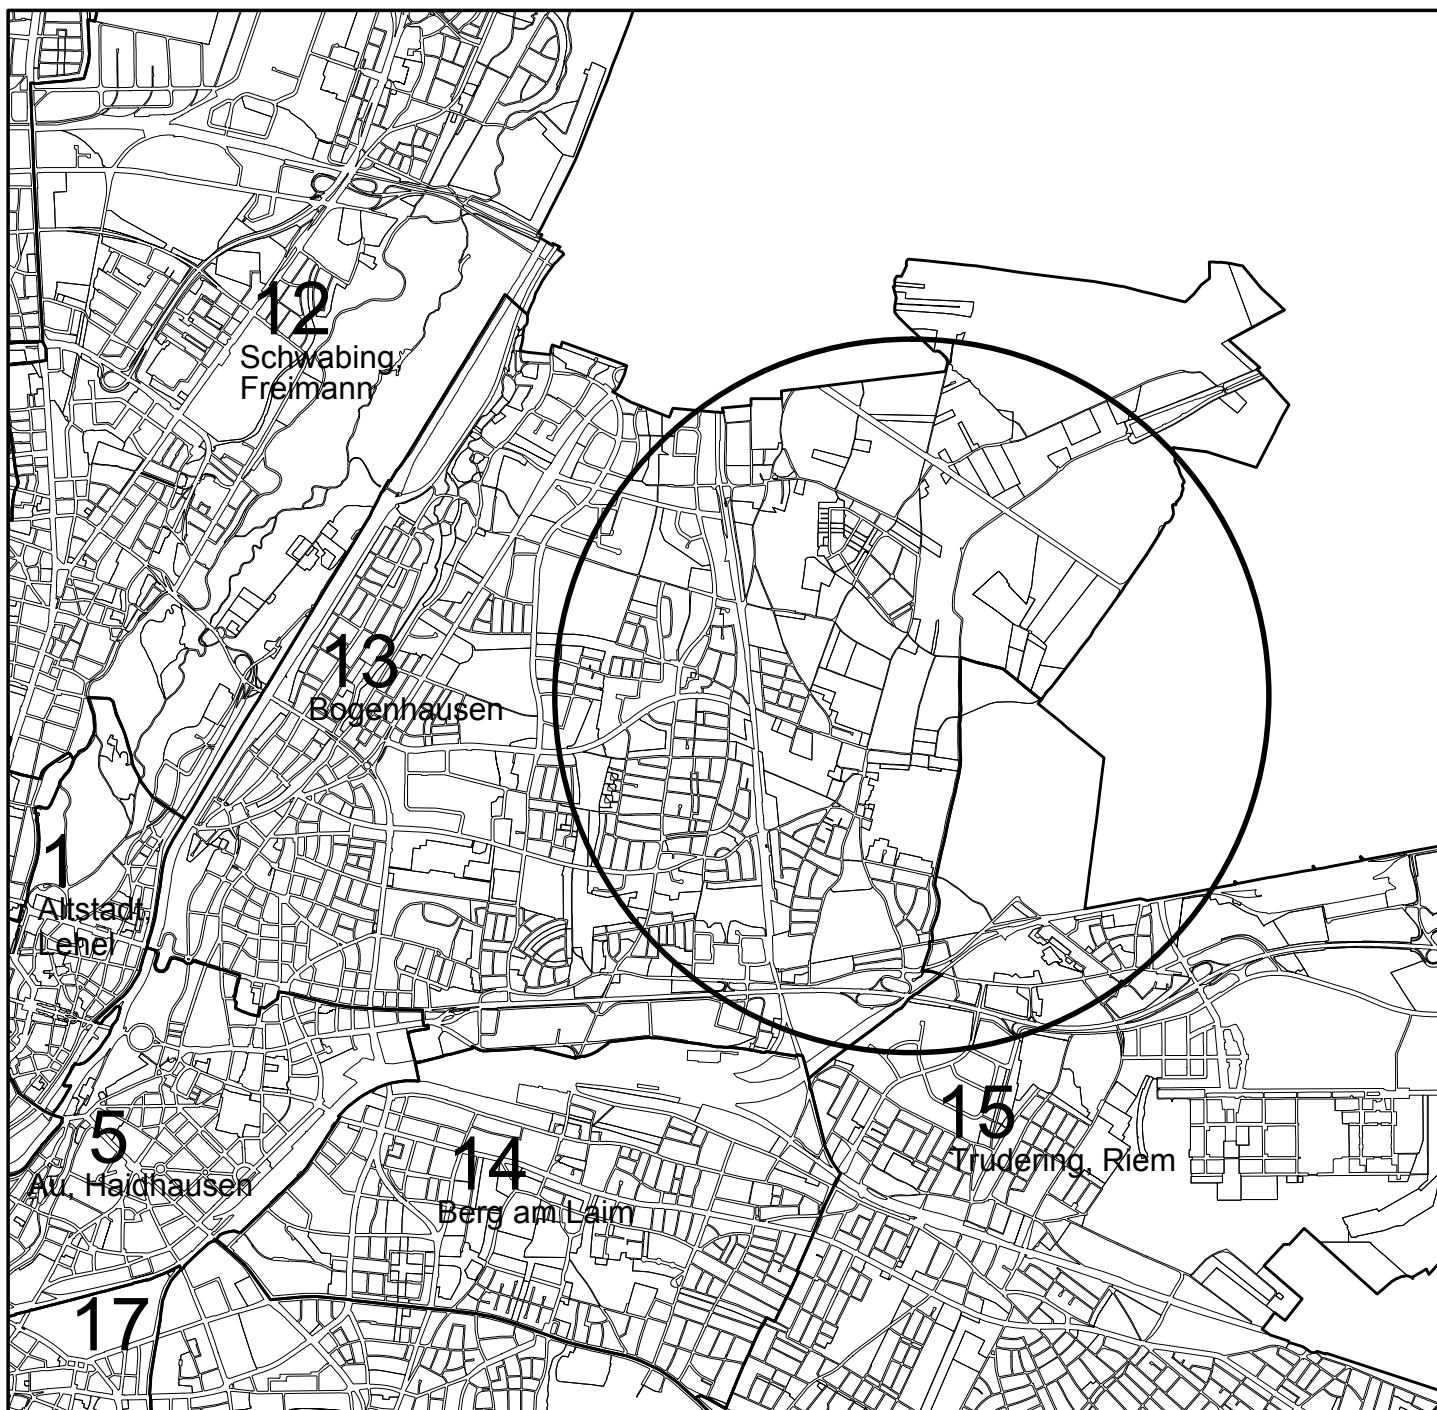 12
Schwabing,
Freimann
13
Bogenhausen
1
Altstadt,
Lehel
5
Au, Haidhausen
14
Berg am Laim
15
Trudering, Riem
17